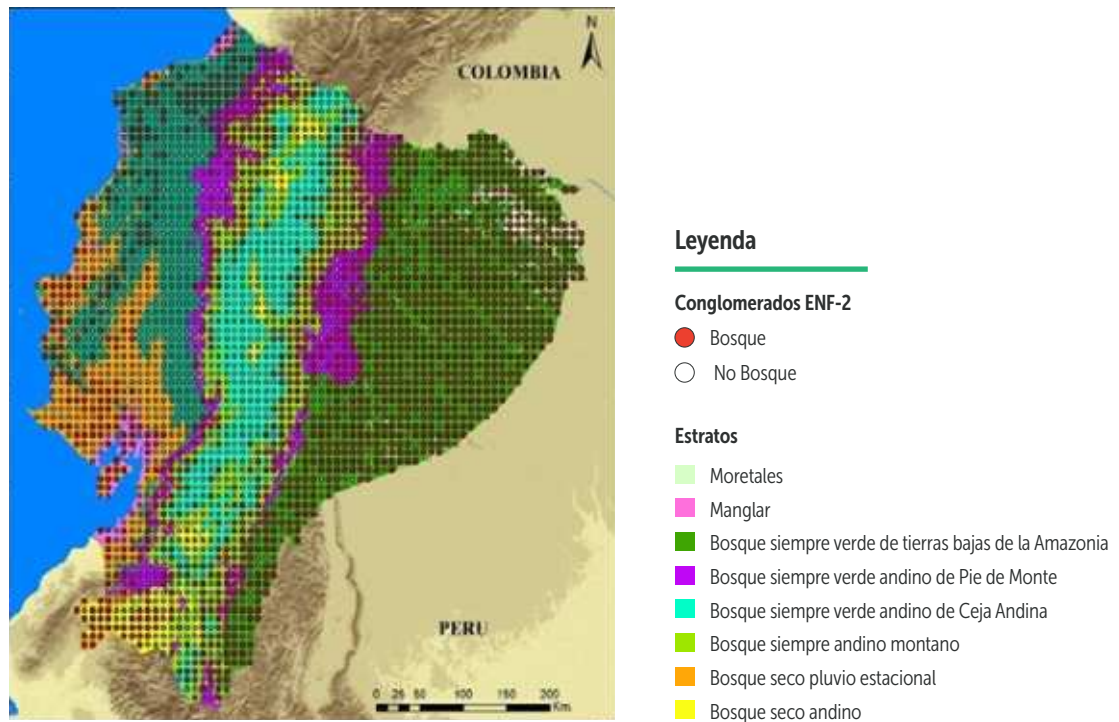 N
COLOMBIA
PERU
0 25 50 100 150 200
Km.
Leyenda
Conglomerados ENF-2
Bosque
No Bosque
Estratos
Moretales
Manglar
Bosque siempre verde de tierras bajas de la Amazonia
Bosque siempre verde andino de Pie de Monte
Bosque siempre verde andino de Ceja Andina
Bosque siempre andino montano
Bosque seco pluvio estacional
Bosque seco andino